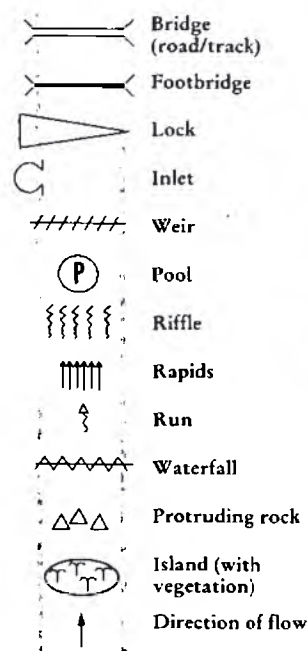 Bridge
(road/track)
Footbridge
Lock
Inlet
Weir
P
Pool
Riffle
Rapids
Run
Waterfall
Protruding rock
Island (with
vegetation)
Direction of flow